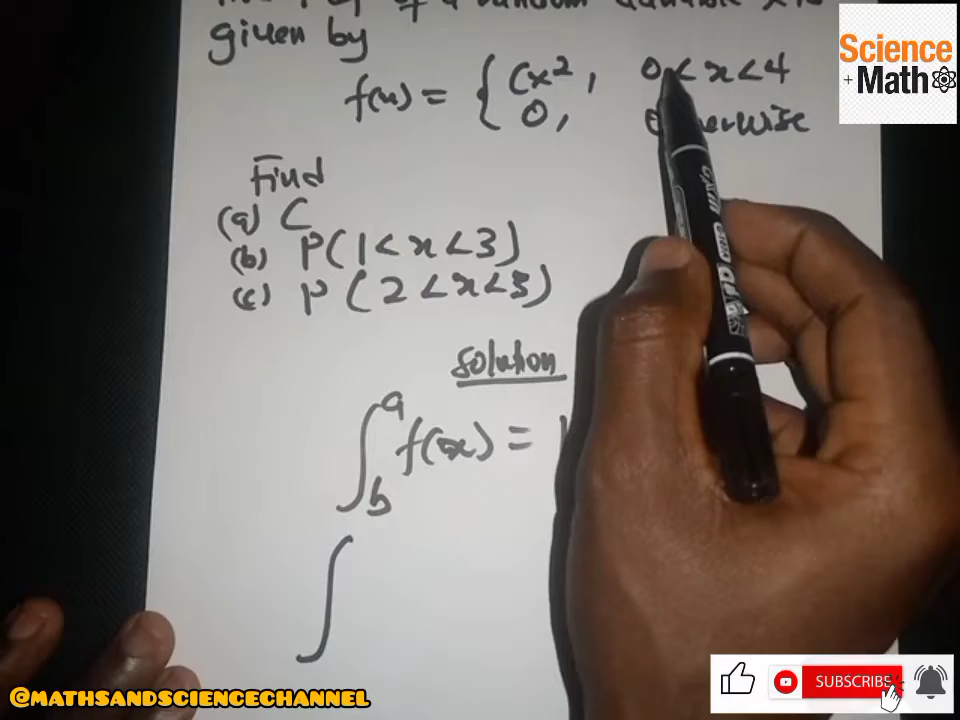 given by
f(x) = { Cx², 0 < x < 4
0, otherwise
Find
(a) C
(b) P(1 < x < 3)
(c) P(2 < x < 3)
Solution
∫ₐ f(x) = 1
∫
Science
+Math
SUBSCRIBE
@MATHSANDSCIENCECHANNEL